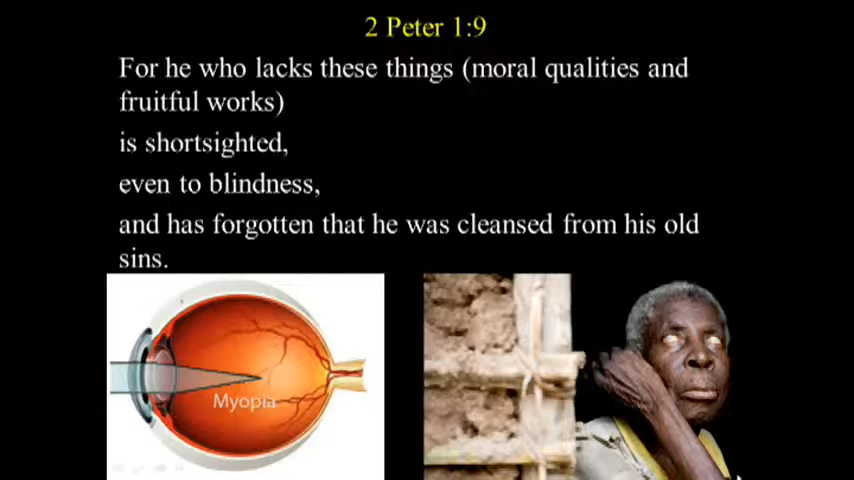 2 Peter 1:9
For he who lacks these things (moral qualities and
fruitful works)
is shortsighted,
even to blindness,
and has forgotten that he was cleansed from his old
sins.
Myopia